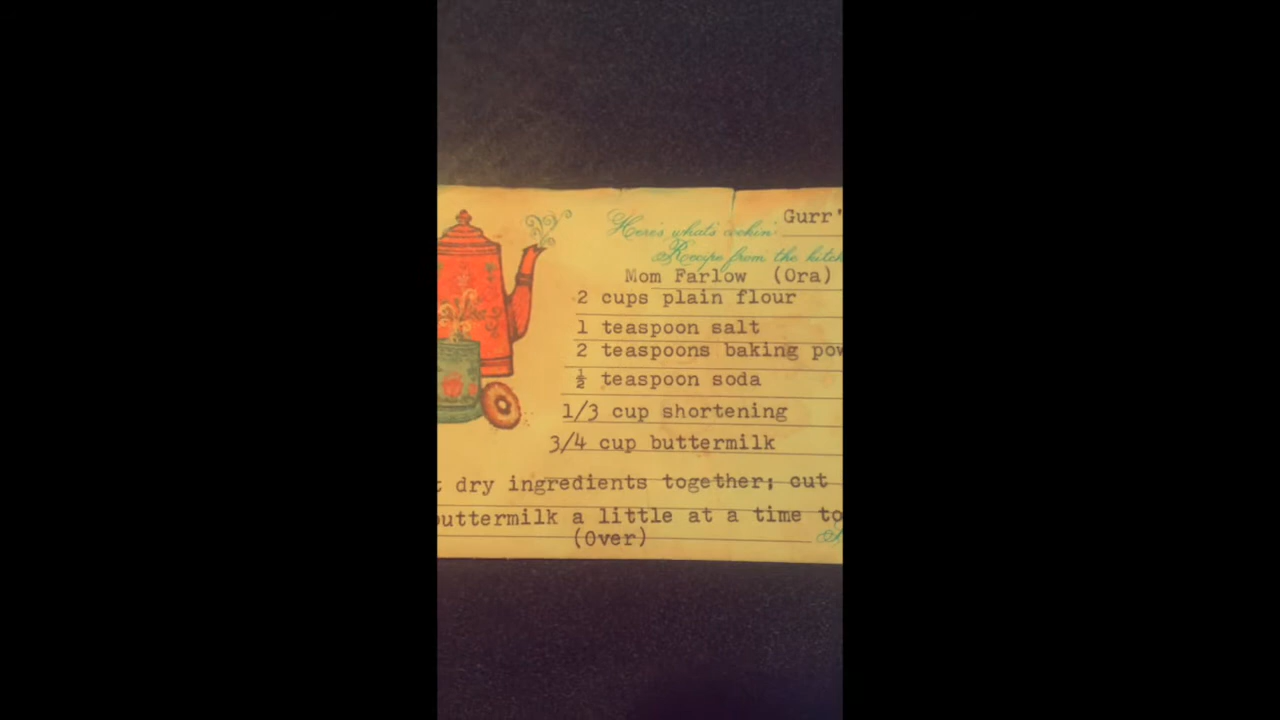 Gurr'
Here's what's cookin'
Recipe from the kitch
Mom Farlow (Ora)
2 cups plain flour
1 teaspoon salt
2 teaspoons baking pow
½ teaspoon soda
1/3 cup shortening
3/4 cup buttermilk
t dry ingredients together; cut
buttermilk a little at a time to
(Over)